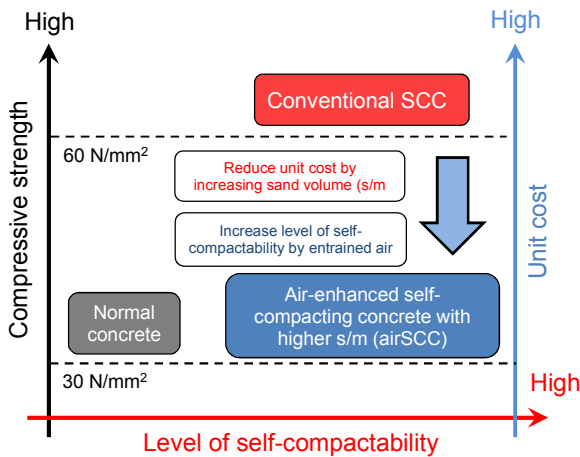 High
High
Conventional SCC
60 N/mm²
Reduce unit cost by
increasing sand volume (s/m
Increase level of self-
compactability by entrained air
Compressive strength
Unit cost
Normal
concrete
Air-enhanced self-
compacting concrete with
higher s/m (airSCC)
30 N/mm²
High
Level of self-compactability